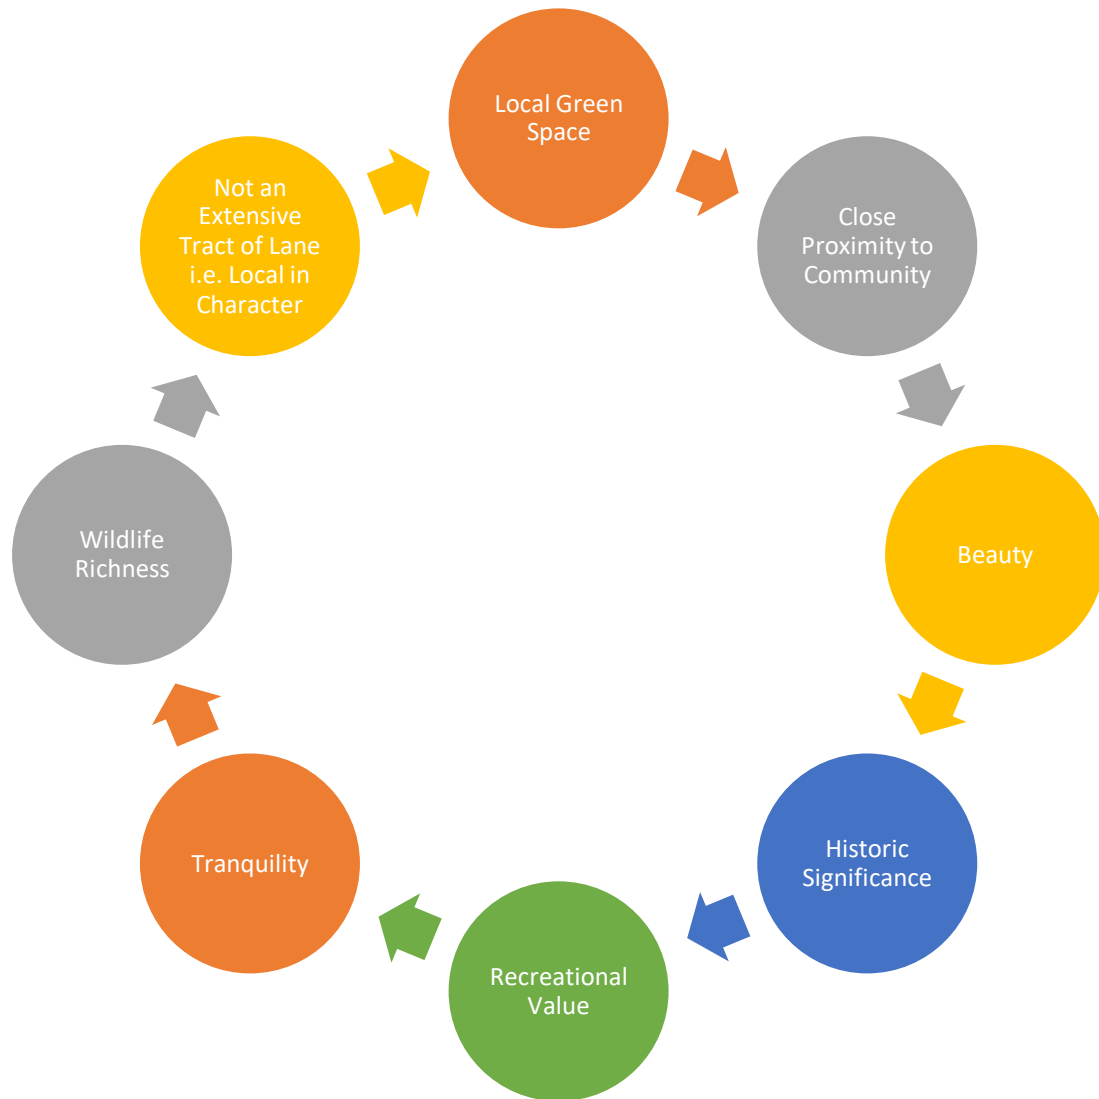 Local Green
Space
Close
Proximity to
Community
Beauty
Historic
Significance
Recreational
Value
Tranquility
Wildlife
Richness
Not an
Extensive
Tract of Lane
i.e. Local in
Character